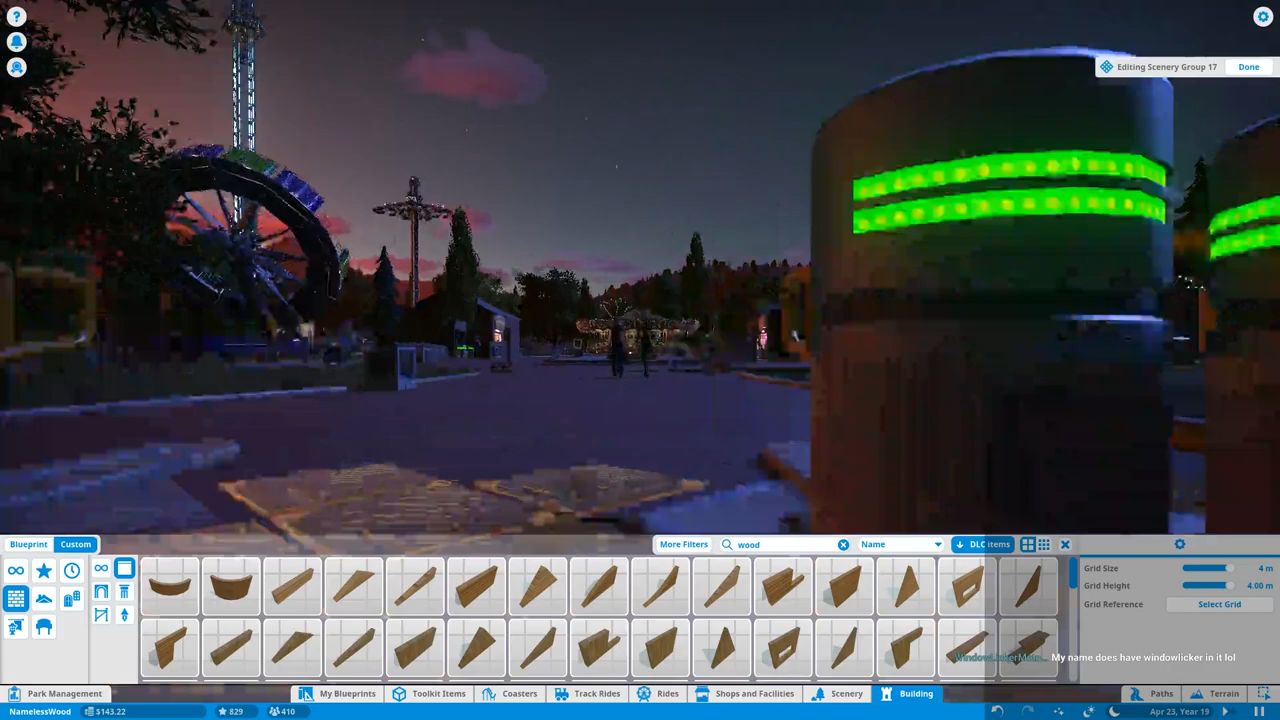 ?
Editing Scenery Group 17 Done
Blueprint Custom More Filters wood Name DLC items
Grid Size 4 m
Grid Height 4.00 m
Grid Reference Select Grid
My name does have windowlicker in it lol
Park Management My Blueprints Toolkit Items Coasters Track Rides Rides Shops and Facilities Scenery Building Paths Terrain
NamelessWood $143.22 829 410 Apr 23, Year 19